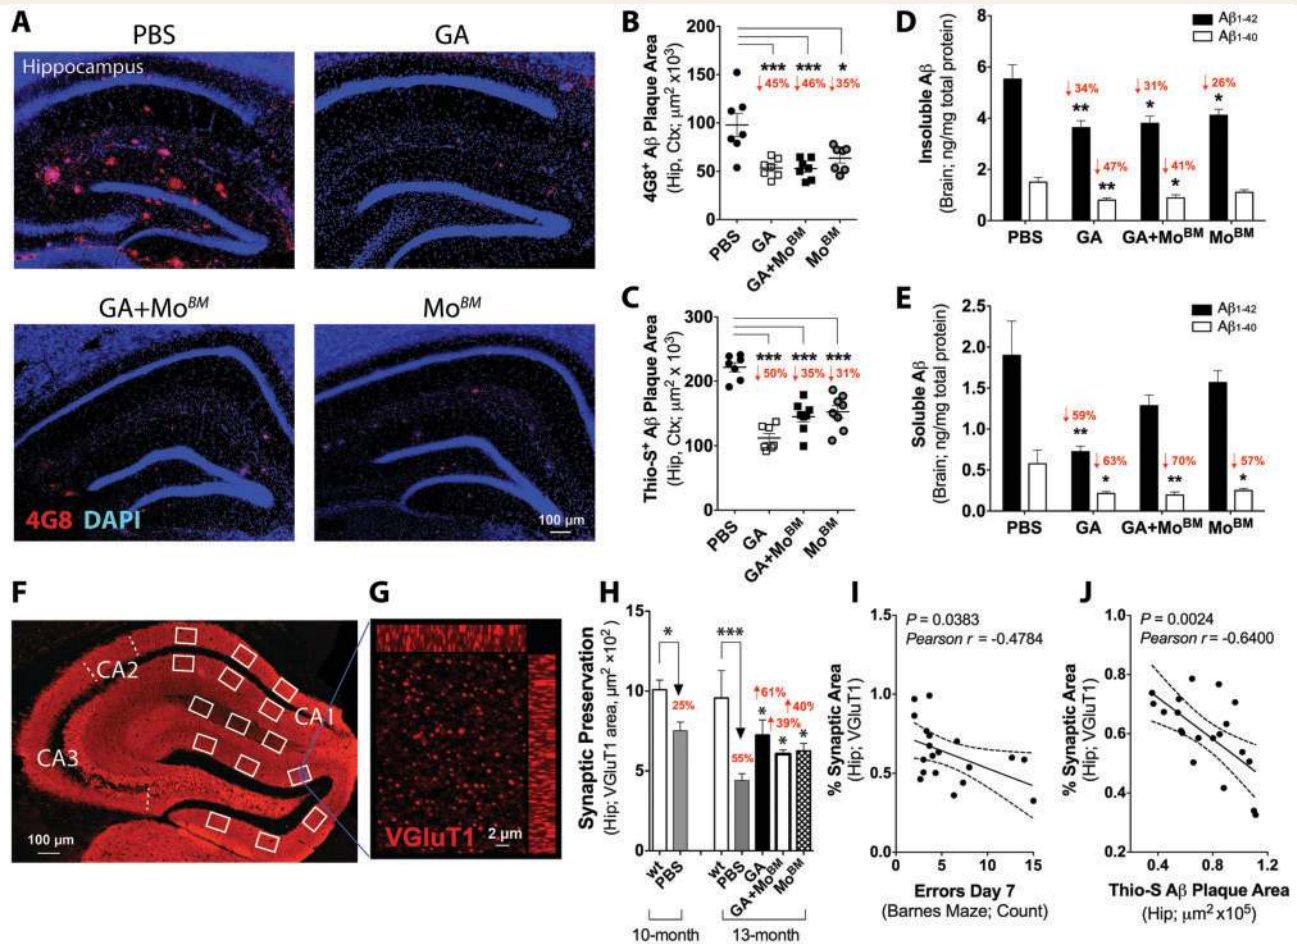 A
PBS
GA
Hippocampus
GA+Mo^BM
Mo^BM
4G8 DAPI
100 µm
B
4G8+ Aβ Plaque Area
(Hip, Ctx; µm² x10³)
200
150
100
50
0
*** *** *
↓45% ↓46% ↓35%
PBS
GA
GA+Mo^BM
Mo^BM
C
Thio-S+ Aβ Plaque Area
(Hip, Ctx; µm² x 10³)
300
200
100
0
*** *** ***
↓50% ↓35% ↓31%
PBS
GA
GA+Mo^BM
Mo^BM
D
Insoluble Aβ
(Brain; ng/mg total protein)
8
6
4
2
0
Aβ1-42
Aβ1-40
↓34% ↓31% ↓26%
** * *
↓47% ↓41%
** *
PBS GA GA+Mo^BM Mo^BM
E
Soluble Aβ
(Brain; ng/mg total protein)
2.5
2.0
1.5
1.0
0.5
0.0
Aβ1-42
Aβ1-40
↓59%
**
↓63% ↓70% ↓57%
* ** *
PBS GA GA+Mo^BM Mo^BM
F
CA2
CA1
CA3
100 µm
G
VGluT1
2 µm
H
Synaptic Preservation
(Hip; VGluT1 area, µm² ×10²)
15
10
5
0
* ***
25%
55%
↑61% ↑40%
↑39%
* * *
wt
PBS
wt
PBS
GA
GA+Mo^BM
Mo^BM
10-month 13-month
I
P = 0.0383
Pearson r = -0.4784
% Synaptic Area
(Hip; VGluT1)
1.5
1.0
0.5
0.0
0 5 10 15
Errors Day 7
(Barnes Maze; Count)
J
P = 0.0024
Pearson r = -0.6400
% Synaptic Area
(Hip; VGluT1)
1.0
0.8
0.6
0.4
0.2
0.4 0.8 1.2
Thio-S Aβ Plaque Area
(Hip; µm² x10⁵)